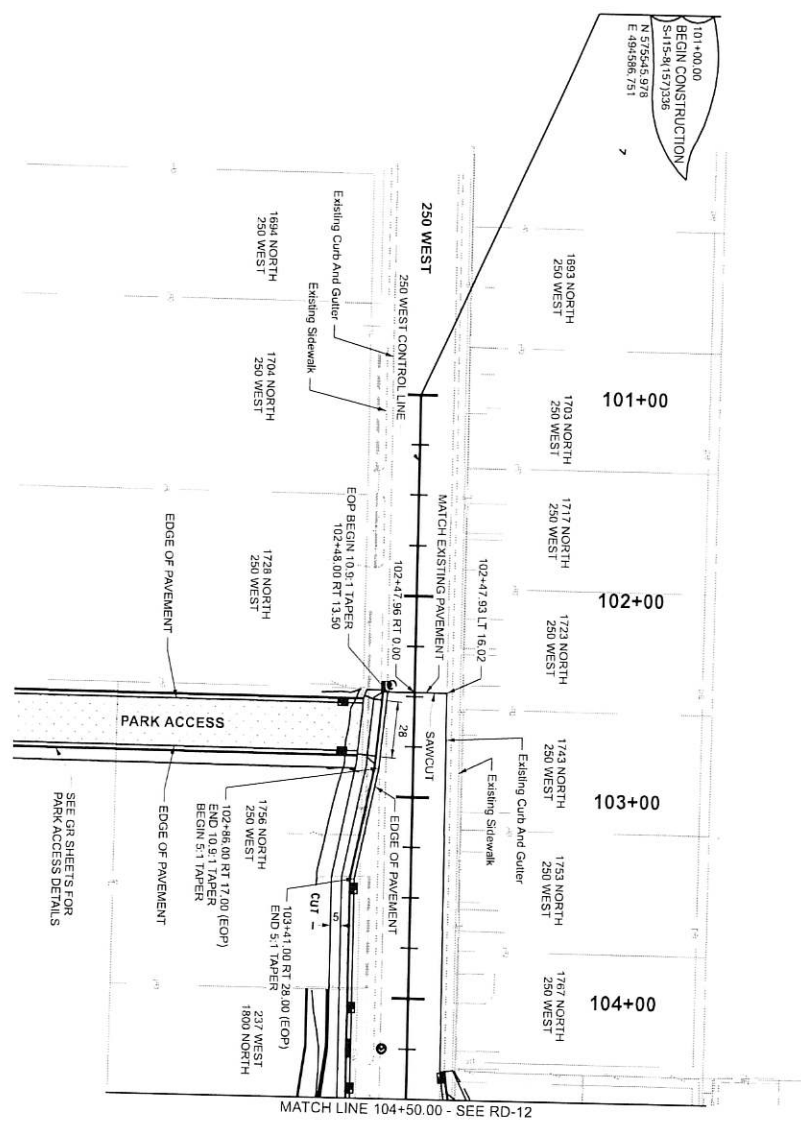 101+00.00
BEGIN CONSTRUCTION
S-I15-8(157)336
N 575545.978
E 494586.751
250 WEST
250 WEST CONTROL LINE
Existing Curb And Gutter
Existing Sidewalk
1694 NORTH
250 WEST
1704 NORTH
250 WEST
1728 NORTH
250 WEST
1756 NORTH
250 WEST
237 WEST
1800 NORTH
1693 NORTH
250 WEST
1703 NORTH
250 WEST
1717 NORTH
250 WEST
1723 NORTH
250 WEST
1743 NORTH
250 WEST
1753 NORTH
250 WEST
1767 NORTH
250 WEST
101+00
102+00
103+00
104+00
102+47.93 LT 16.02
MATCH EXISTING PAVEMENT
102+47.96 RT 0.00
EOP BEGIN 10.9:1 TAPER
102+48.00 RT 13.50
SAWCUT
Existing Curb And Gutter
Existing Sidewalk
28
EDGE OF PAVEMENT
EDGE OF PAVEMENT
PARK ACCESS
EDGE OF PAVEMENT
SEE GR SHEETS FOR
PARK ACCESS DETAILS
102+86.00 RT 17.00 (EOP)
END 10.9:1 TAPER
BEGIN 5:1 TAPER
CUT
5
103+41.00 RT 28.00 (EOP)
END 5:1 TAPER
MATCH LINE 104+50.00 - SEE RD-12